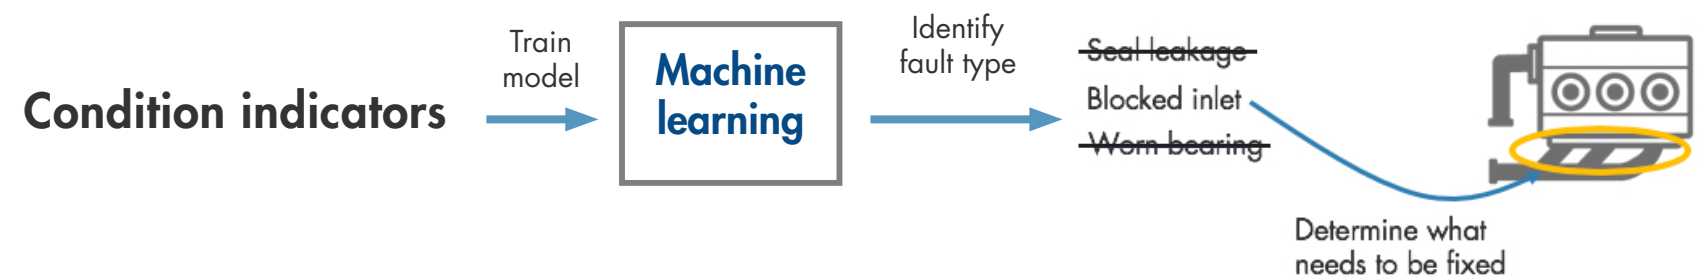 Condition indicators
Train
model
Machine
learning
Identify
fault type
Seal leakage
Blocked inlet
Worn bearing
Determine what
needs to be fixed